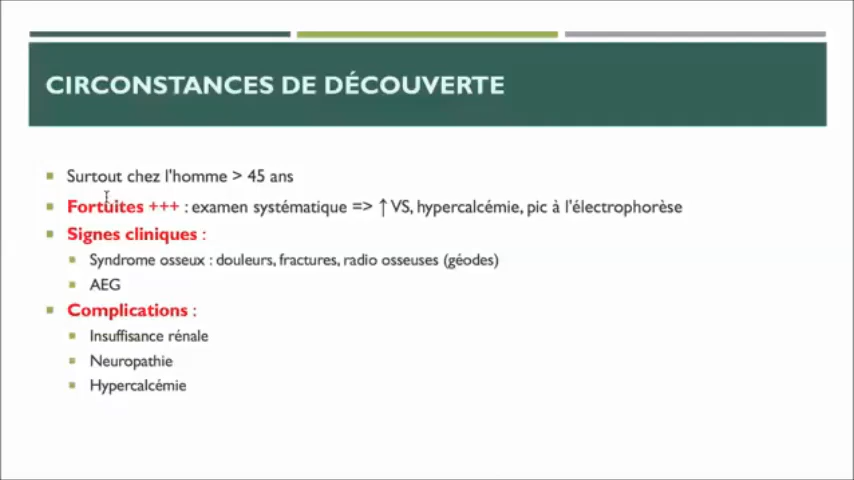 CIRCONSTANCES DE DÉCOUVERTE
Surtout chez l'homme > 45 ans
Fortuites +++ : examen systématique => ↑ VS, hypercalcémie, pic à l'électrophorèse
Signes cliniques :
Syndrome osseux : douleurs, fractures, radio osseuses (géodes)
AEG
Complications :
Insuffisance rénale
Neuropathie
Hypercalcémie